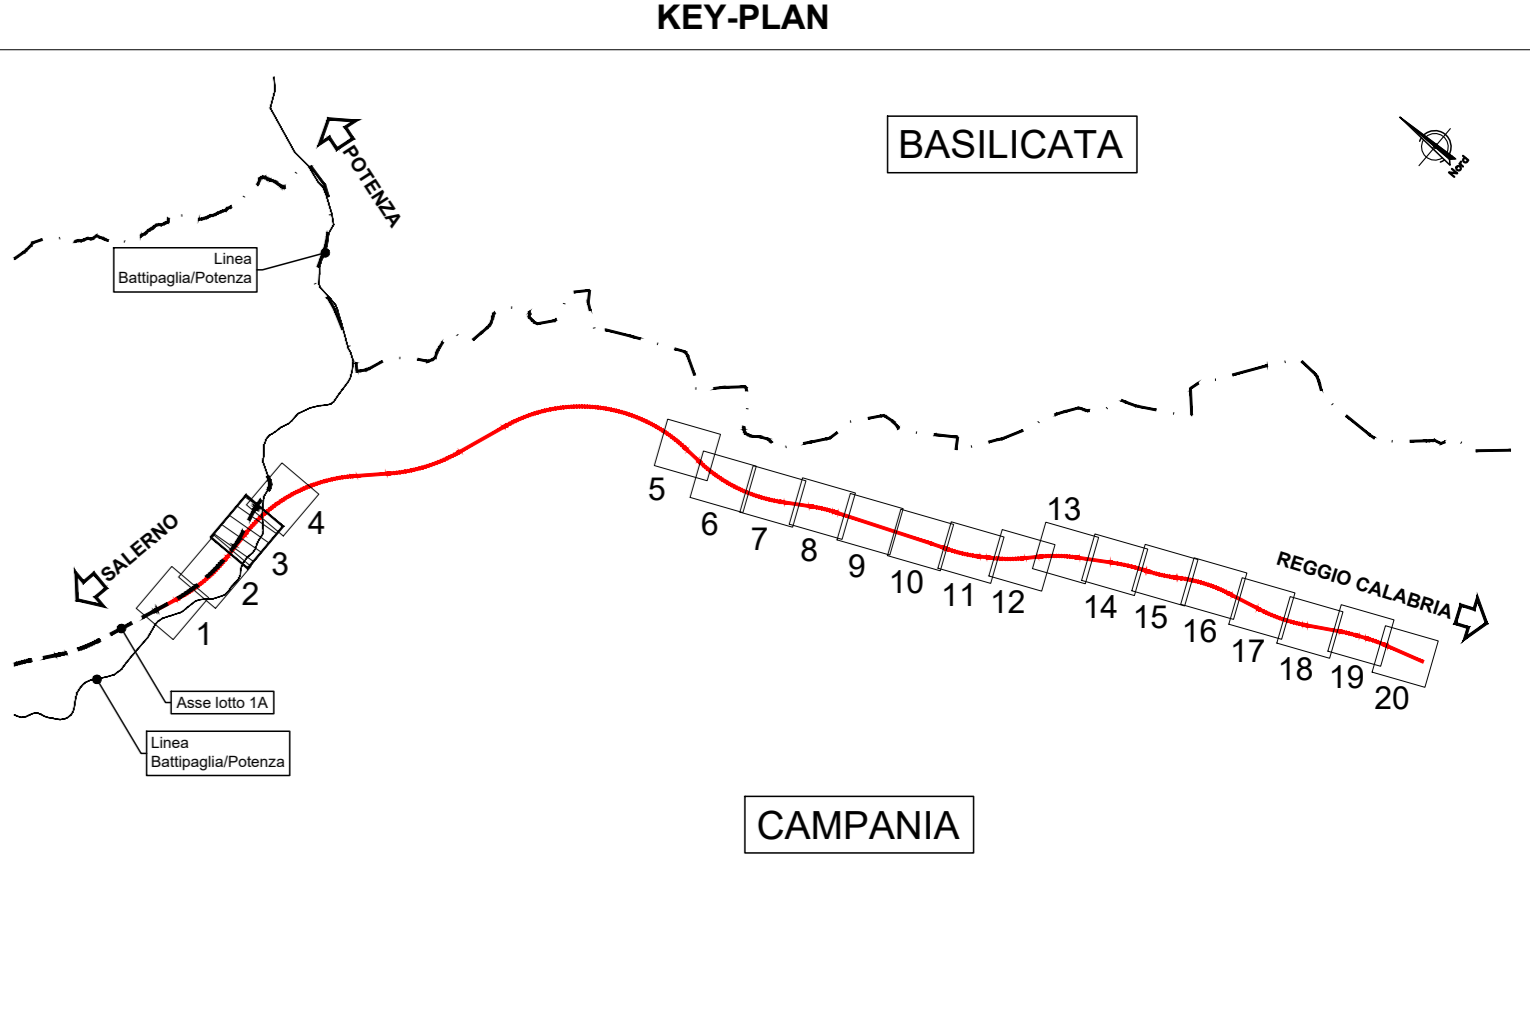 KEY-PLAN
BASILICATA
Nord
POTENZA
Linea
Battipaglia/Potenza
SALERNO
1
2
3
4
5
6
7
8
9
10
11
12
13
14
15
16
17
18
19
20
REGGIO CALABRIA
Asse lotto 1A
Linea
Battipaglia/Potenza
CAMPANIA